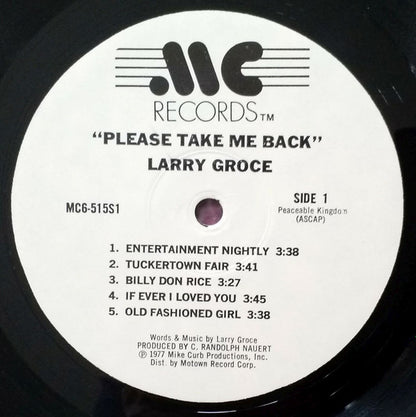 MC
RECORDS TM
"PLEASE TAKE ME BACK"
LARRY GROCE
MC6-515S1
SIDE 1
Peaceable Kingdom
(ASCAP)
1. ENTERTAINMENT NIGHTLY 3:38
2. TUCKERTOWN FAIR 3:41
3. BILLY DON RICE 3:27
4. IF EVER I LOVED YOU 3:45
5. OLD FASHIONED GIRL 3:38
Words & Music by Larry Groce
PRODUCED BY C. RANDOLPH NAUERT
℗ 1977 Mike Curb Productions, Inc.
Dist. by Motown Record Corp.